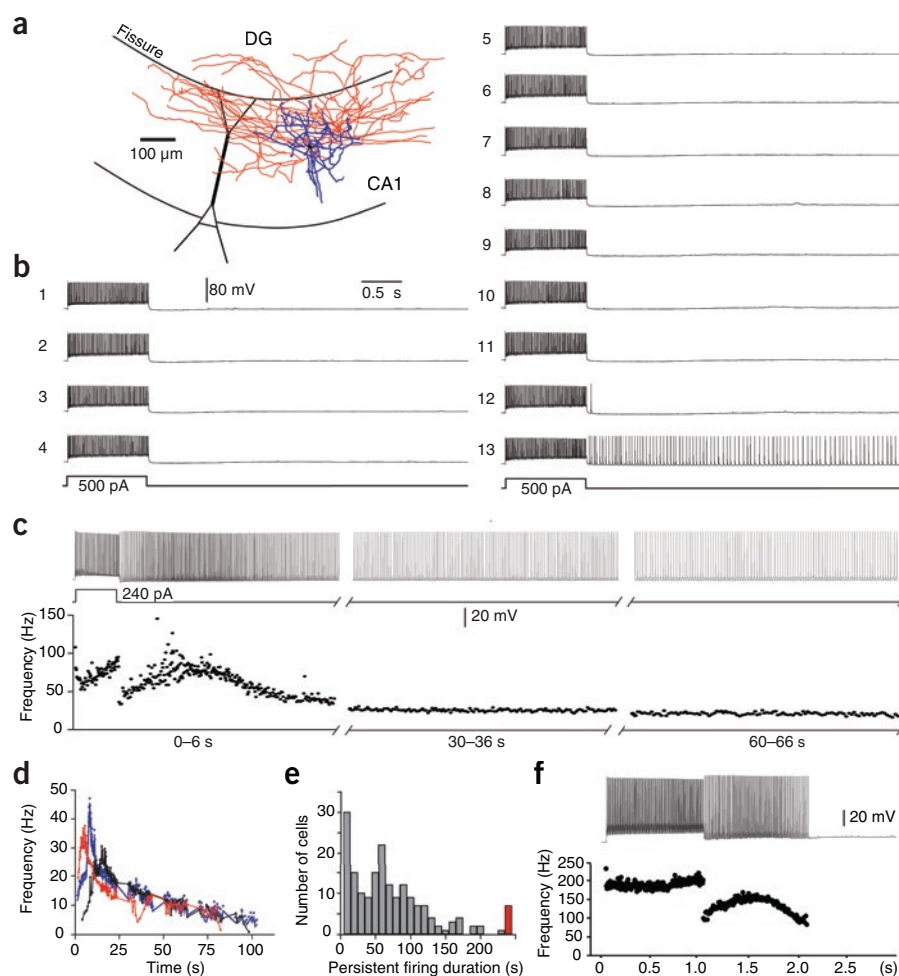 a
Fissure
DG
100 µm
CA1
b
1
80 mV
0.5 s
2
3
4
500 pA
5
6
7
8
9
10
11
12
13
500 pA
c
240 pA
20 mV
Frequency (Hz)
150
100
50
0
0–6 s
30–36 s
60–66 s
d
Frequency (Hz)
50
40
30
20
10
0
0 25 50 75 100
Time (s)
e
Number of cells
30
20
10
0
0 50 100 150 200
Persistent firing duration (s)
f
20 mV
Frequency (Hz)
250
200
150
100
50
0
0 0.5 1.0 1.5 2.0 2.5 (s)